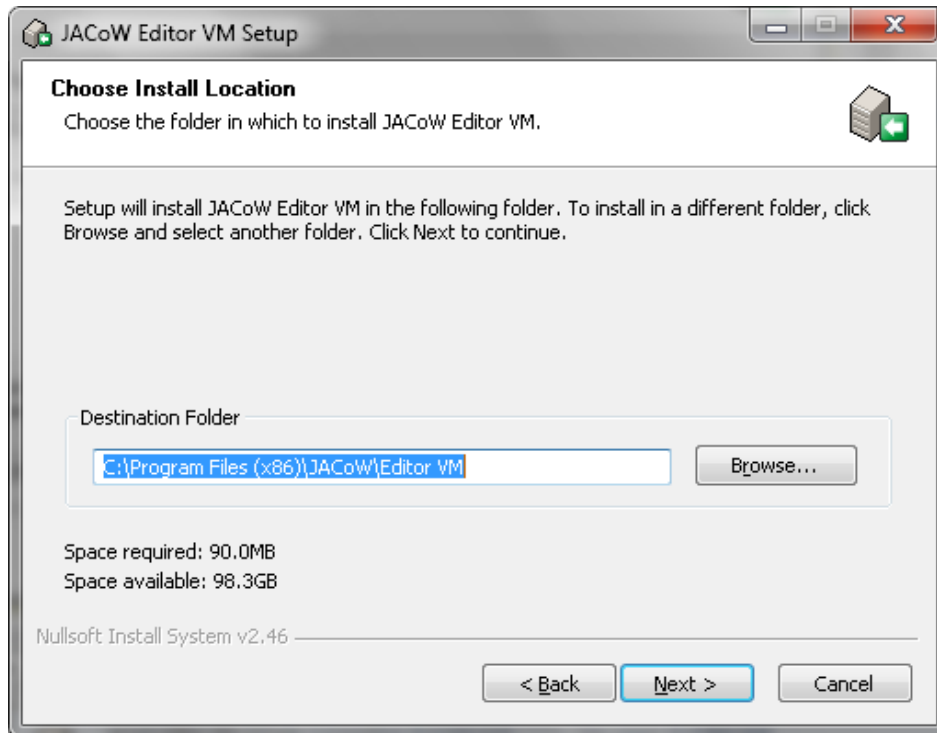 JACoW Editor VM Setup
Choose Install Location
Choose the folder in which to install JACoW Editor VM.
Setup will install JACoW Editor VM in the following folder. To install in a different folder, click
Browse and select another folder. Click Next to continue.
Destination Folder
C:\Program Files (x86)\JACoW\Editor VM
Browse...
Space required: 90.0MB
Space available: 98.3GB
Nullsoft Install System v2.46
< Back
Next >
Cancel